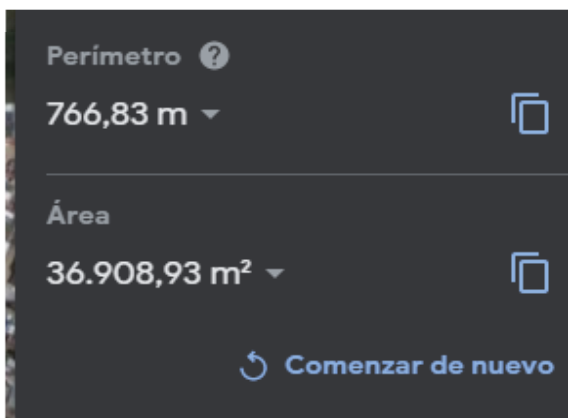 Perímetro
766,83 m
Área
36.908,93 m²
Comenzar de nuevo